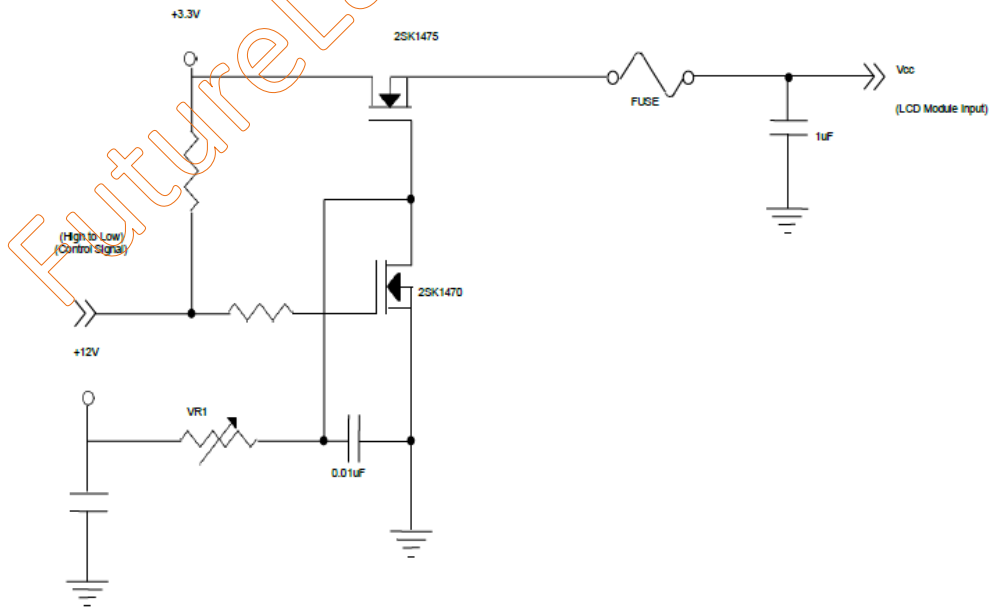 +3.3V
2SK1475
Vcc
FUSE
(LCD Module Input)
1uF
(High to Low)
(Control Signal)
2SK1470
+12V
VR1
0.01uF